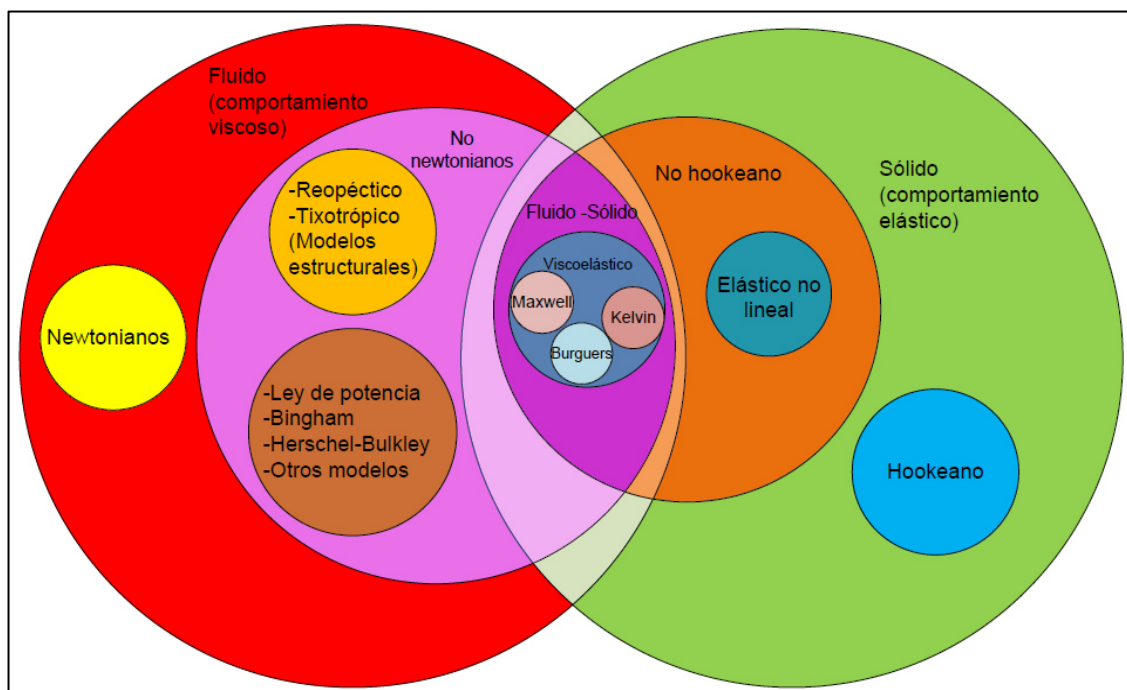 Fluido
(comportamiento
viscoso)
No
newtonianos
-Reopéctico
-Tixotrópico
(Modelos
estructurales)
Newtonianos
-Ley de potencia
-Bingham
-Herschel-Bulkley
-Otros modelos
Fluido -Sólido
Viscoelástico
Maxwell
Kelvin
Burguers
No hookeano
Elástico no
lineal
Sólido
(comportamiento
elástico)
Hookeano